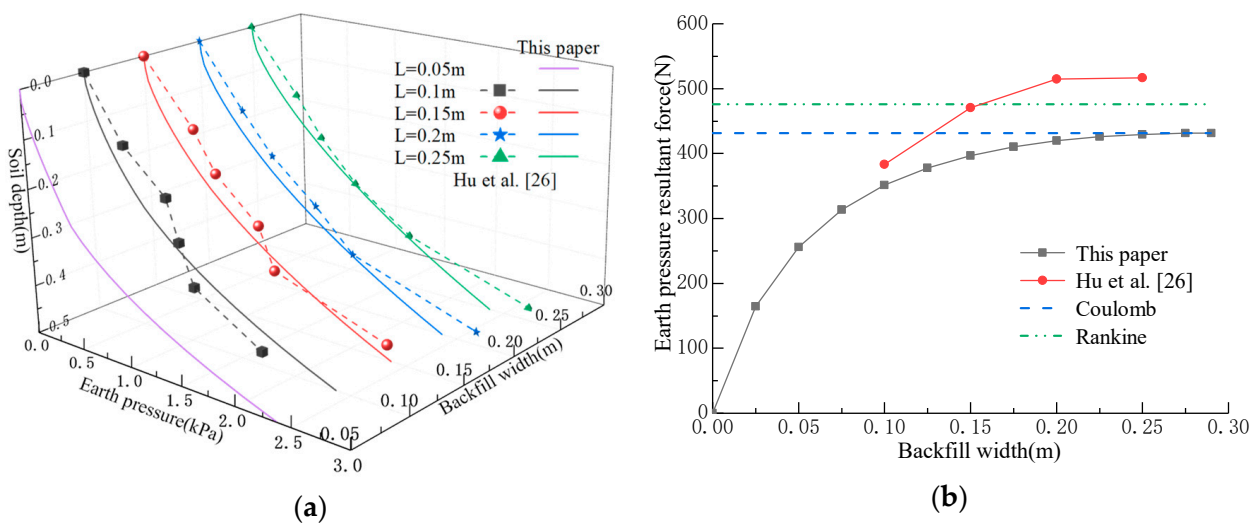 This paper
L=0.05m
L=0.1m
L=0.15m
L=0.2m
L=0.25m
Hu et al. [26]
0.0
0.1
0.2
0.3
0.4
0.5
Soil depth(m)
0.0
0.5
1.0
1.5
2.0
2.5
3.0
Earth pressure(kPa)
0.05
0.10
0.15
0.20
0.25
0.30
Backfill width(m)
(a)
600
500
400
300
200
100
0
Earth pressure resultant force(N)
This paper
Hu et al. [26]
Coulomb
Rankine
0.00 0.05 0.10 0.15 0.20 0.25 0.30
Backfill width(m)
(b)